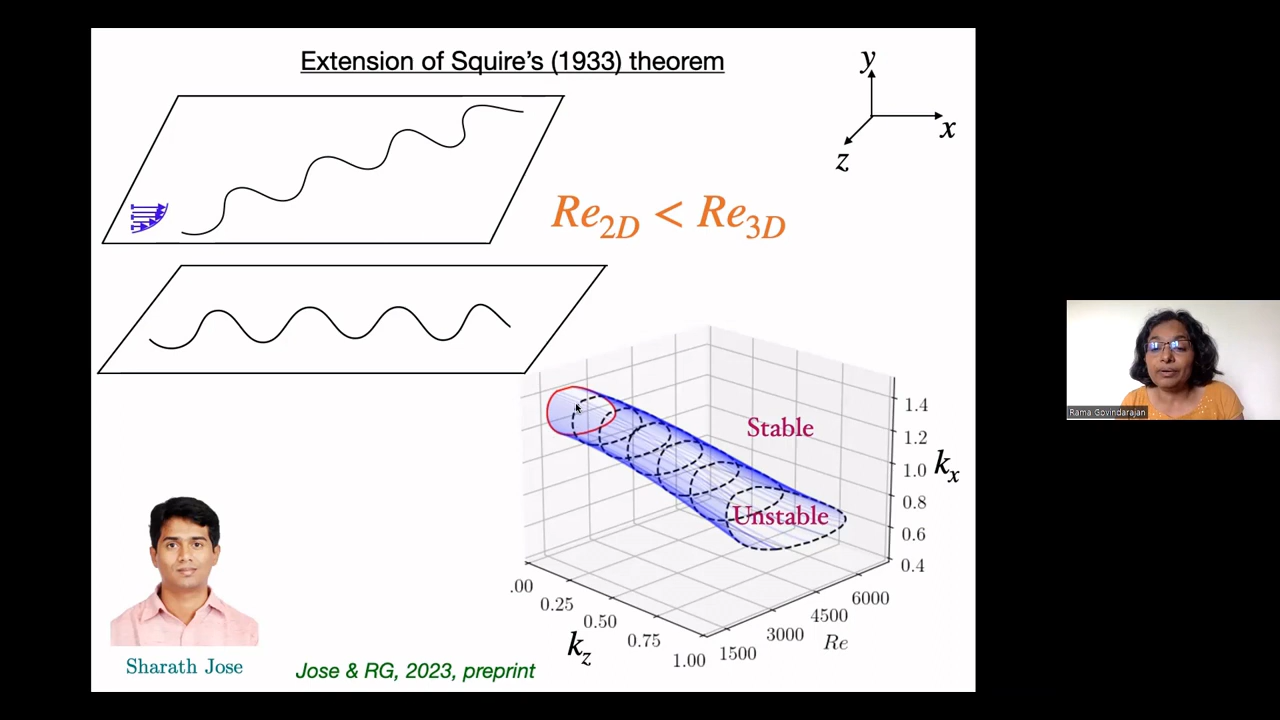 Extension of Squire's (1933) theorem
y
x
z
Re2D < Re3D
Stable
Unstable
1.4
1.2
1.0
0.8
0.6
0.4
kx
.00
0.25
0.50
0.75
1.00
kz
1500
3000
4500
6000
Re
Sharath Jose
Jose & RG, 2023, preprint
Rama Govindarajan